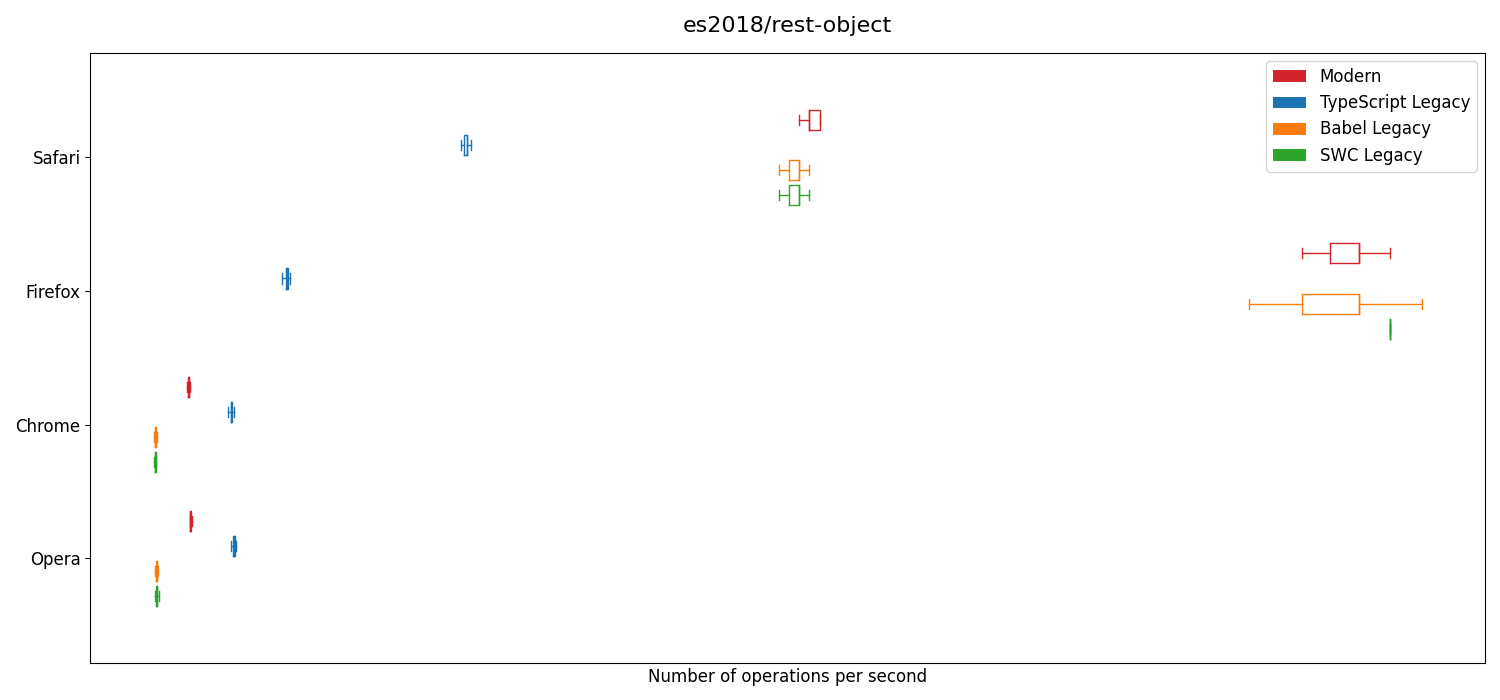 es2018/rest-object
Modern
TypeScript Legacy
Babel Legacy
SWC Legacy
Safari
Firefox
Chrome
Opera
Number of operations per second